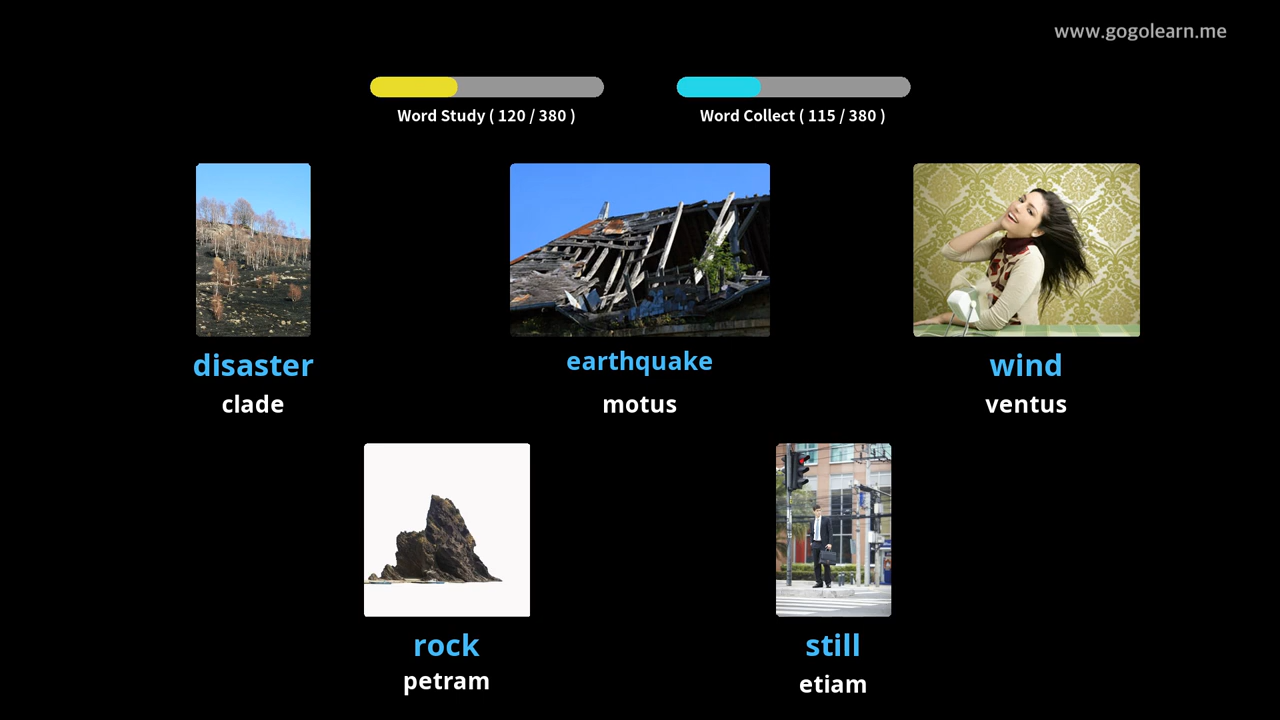 www.gogolearn.me
Word Study ( 120 / 380 )
Word Collect ( 115 / 380 )
disaster
clade
earthquake
motus
wind
ventus
rock
petram
still
etiam